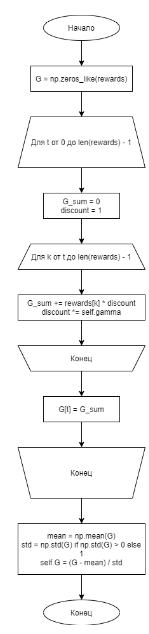 Начало
G = np.zeros_like(rewards)
Для t от 0 до len(rewards) - 1
G_sum = 0
discount = 1
Для k от t до len(rewards) - 1
G_sum += rewards[k] * discount
discount *= self.gamma
Конец
G[t] = G_sum
Конец
mean = np.mean(G)
std = np.std(G) if np.std(G) > 0 else
1
self.G = (G - mean) / std
Конец